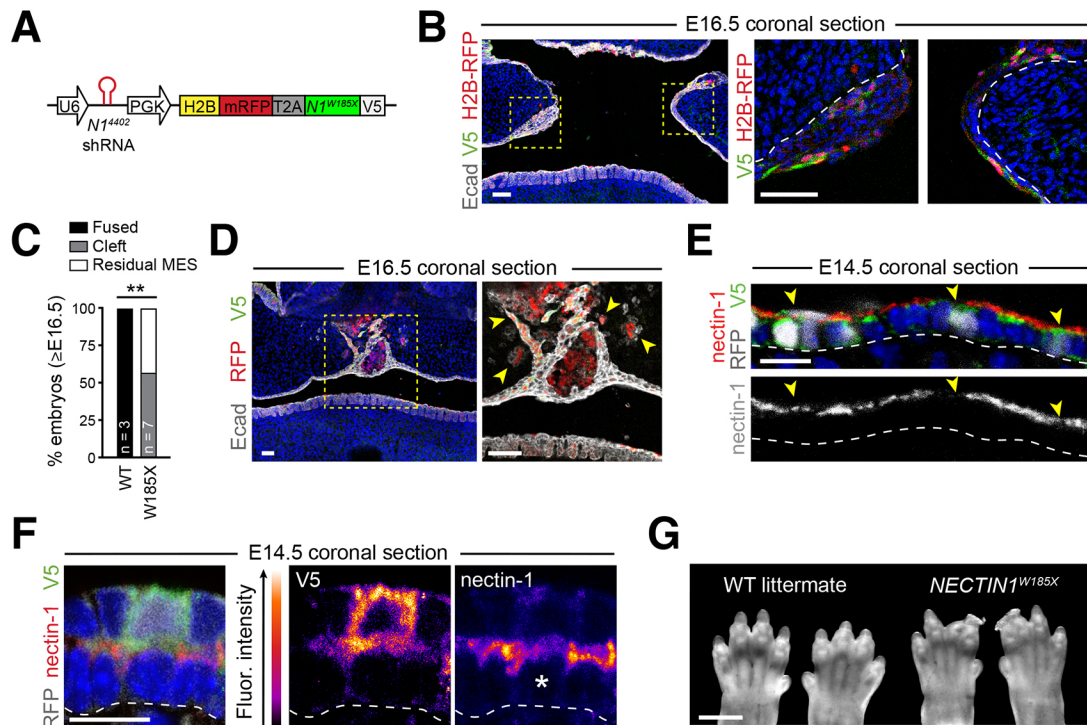 A
U6
N1⁴⁴⁰²
shRNA
PGK
H2B
mRFP
T2A
N1ᵂ¹⁸⁵ˣ
V5
B
E16.5 coronal section
Ecad V5 H2B-RFP
V5 H2B-RFP
C
Fused
Cleft
Residual MES
**
% embryos (≥E16.5)
100
75
50
25
0
n = 3
n = 7
WT
W185X
D
E16.5 coronal section
Ecad RFP V5
E
E14.5 coronal section
nectin-1
RFP V5
nectin-1
F
E14.5 coronal section
RFP nectin-1 V5
Fluor. intensity
V5
nectin-1
*
G
WT littermate
NECTIN1ᵂ¹⁸⁵ˣ